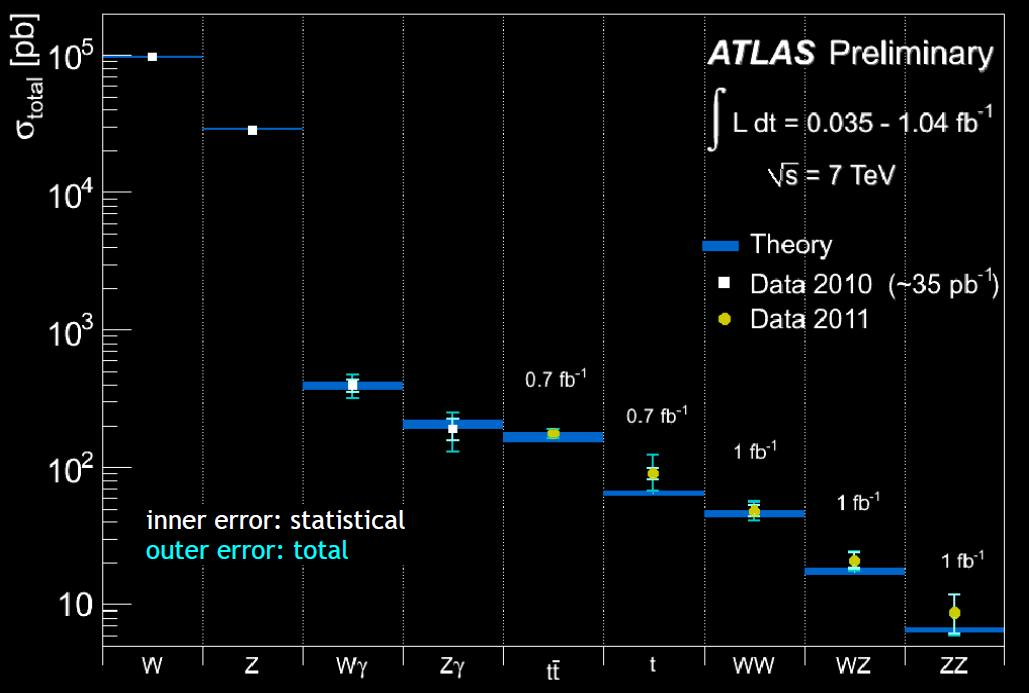 σtotal [pb]
10⁵
10⁴
10³
10²
10
ATLAS Preliminary
∫ L dt = 0.035 - 1.04 fb⁻¹
√s = 7 TeV
Theory
Data 2010 (~35 pb⁻¹)
Data 2011
0.7 fb⁻¹
0.7 fb⁻¹
1 fb⁻¹
1 fb⁻¹
1 fb⁻¹
inner error: statistical
outer error: total
W Z Wγ Zγ tt̄ t WW WZ ZZ